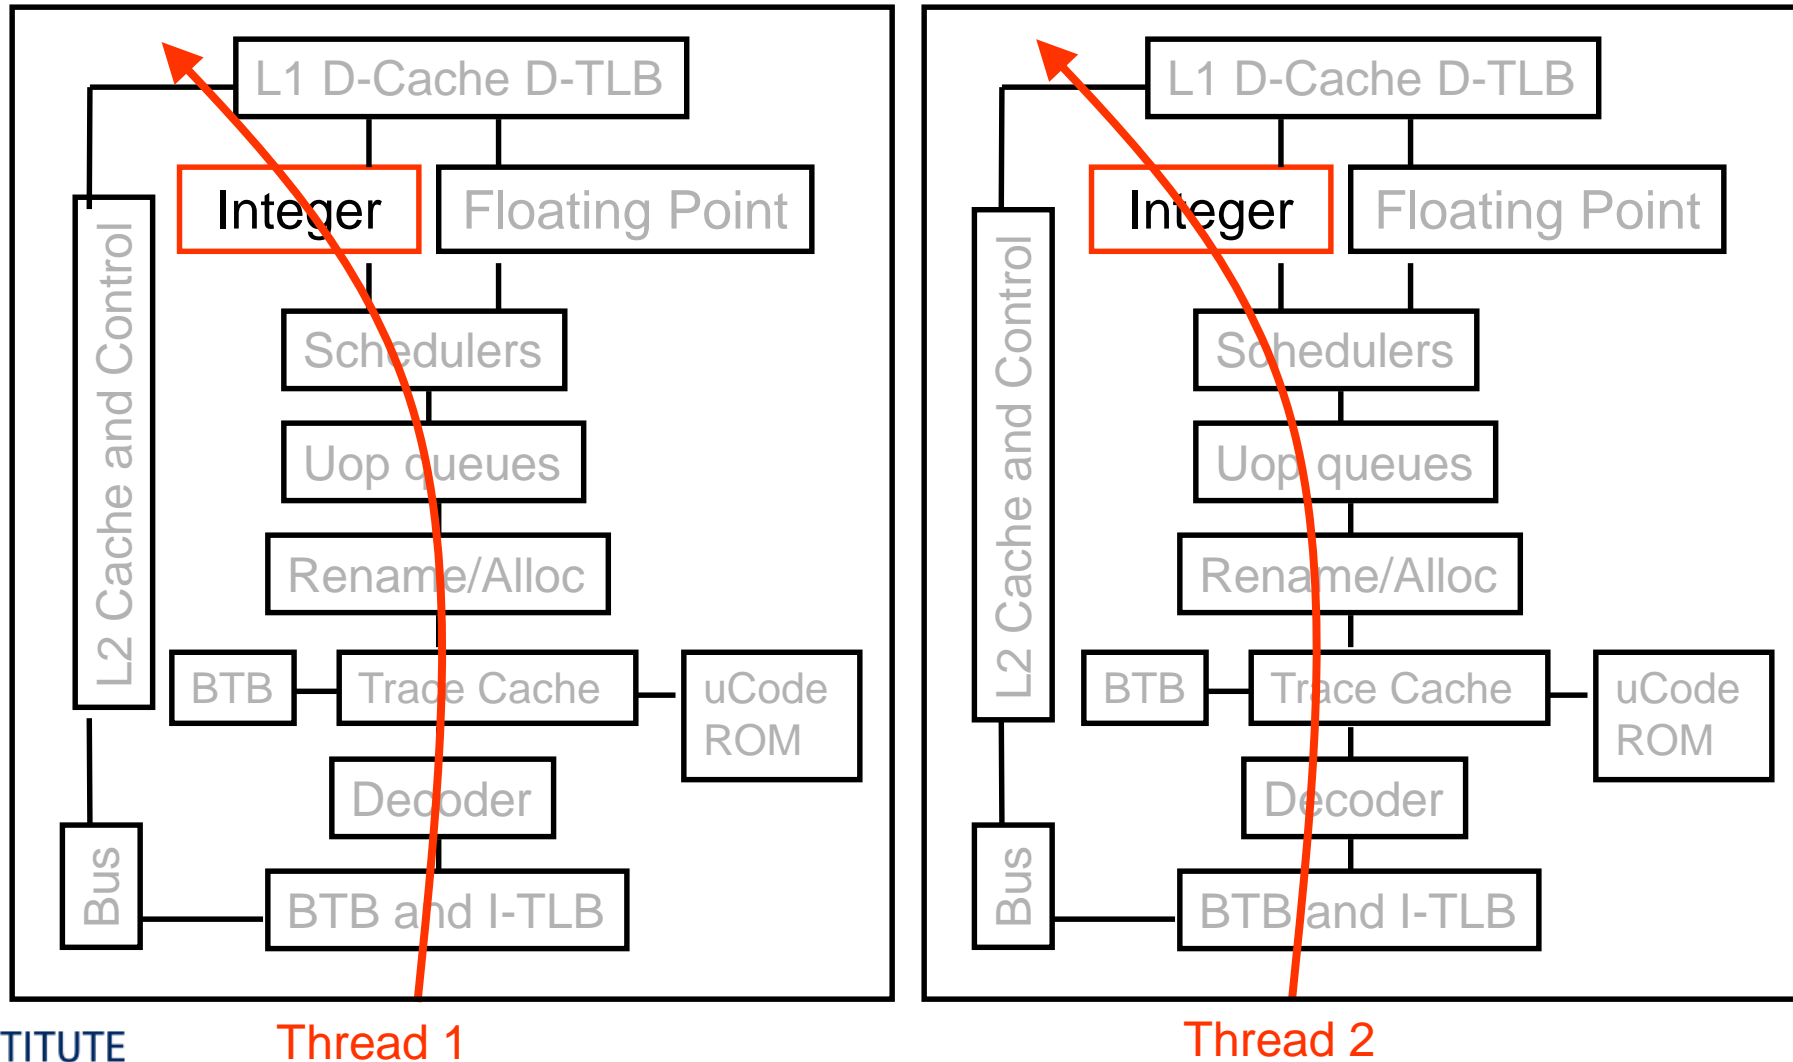 L1 D-Cache D-TLB
Integer
Floating Point
L2 Cache and Control
Schedulers
Uop queues
Rename/Alloc
BTB
Trace Cache
uCode
ROM
Decoder
Bus
BTB and I-TLB
Thread 1
L1 D-Cache D-TLB
Integer
Floating Point
L2 Cache and Control
Schedulers
Uop queues
Rename/Alloc
BTB
Trace Cache
uCode
ROM
Decoder
Bus
BTB and I-TLB
Thread 2
TITUTE